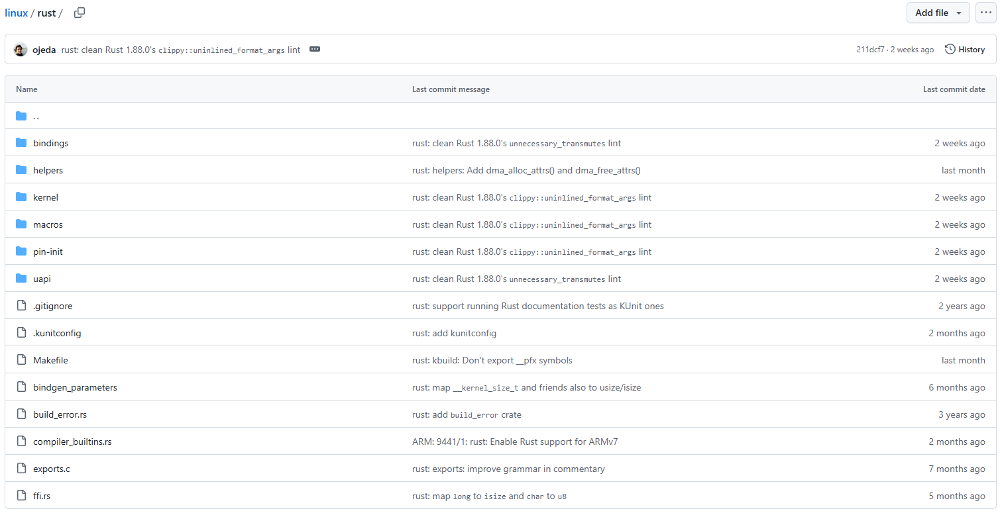 linux / rust /
Add file
ojeda rust: clean Rust 1.88.0's clippy::uninlined_format_args lint
211dcf7 · 2 weeks ago
History
Name Last commit message Last commit date
..
bindings rust: clean Rust 1.88.0's unnecessary_transmutes lint 2 weeks ago
helpers rust: helpers: Add dma_alloc_attrs() and dma_free_attrs() last month
kernel rust: clean Rust 1.88.0's clippy::uninlined_format_args lint 2 weeks ago
macros rust: clean Rust 1.88.0's clippy::uninlined_format_args lint 2 weeks ago
pin-init rust: clean Rust 1.88.0's clippy::uninlined_format_args lint 2 weeks ago
uapi rust: clean Rust 1.88.0's unnecessary_transmutes lint 2 weeks ago
.gitignore rust: support running Rust documentation tests as KUnit ones 2 years ago
.kunitconfig rust: add kunitconfig 2 months ago
Makefile rust: kbuild: Don't export __pfx symbols last month
bindgen_parameters rust: map __kernel_size_t and friends also to usize/isize 6 months ago
build_error.rs rust: add build_error crate 3 years ago
compiler_builtins.rs ARM: 9441/1: rust: Enable Rust support for ARMv7 2 months ago
exports.c rust: exports: improve grammar in commentary 7 months ago
ffi.rs rust: map long to isize and char to u8 5 months ago